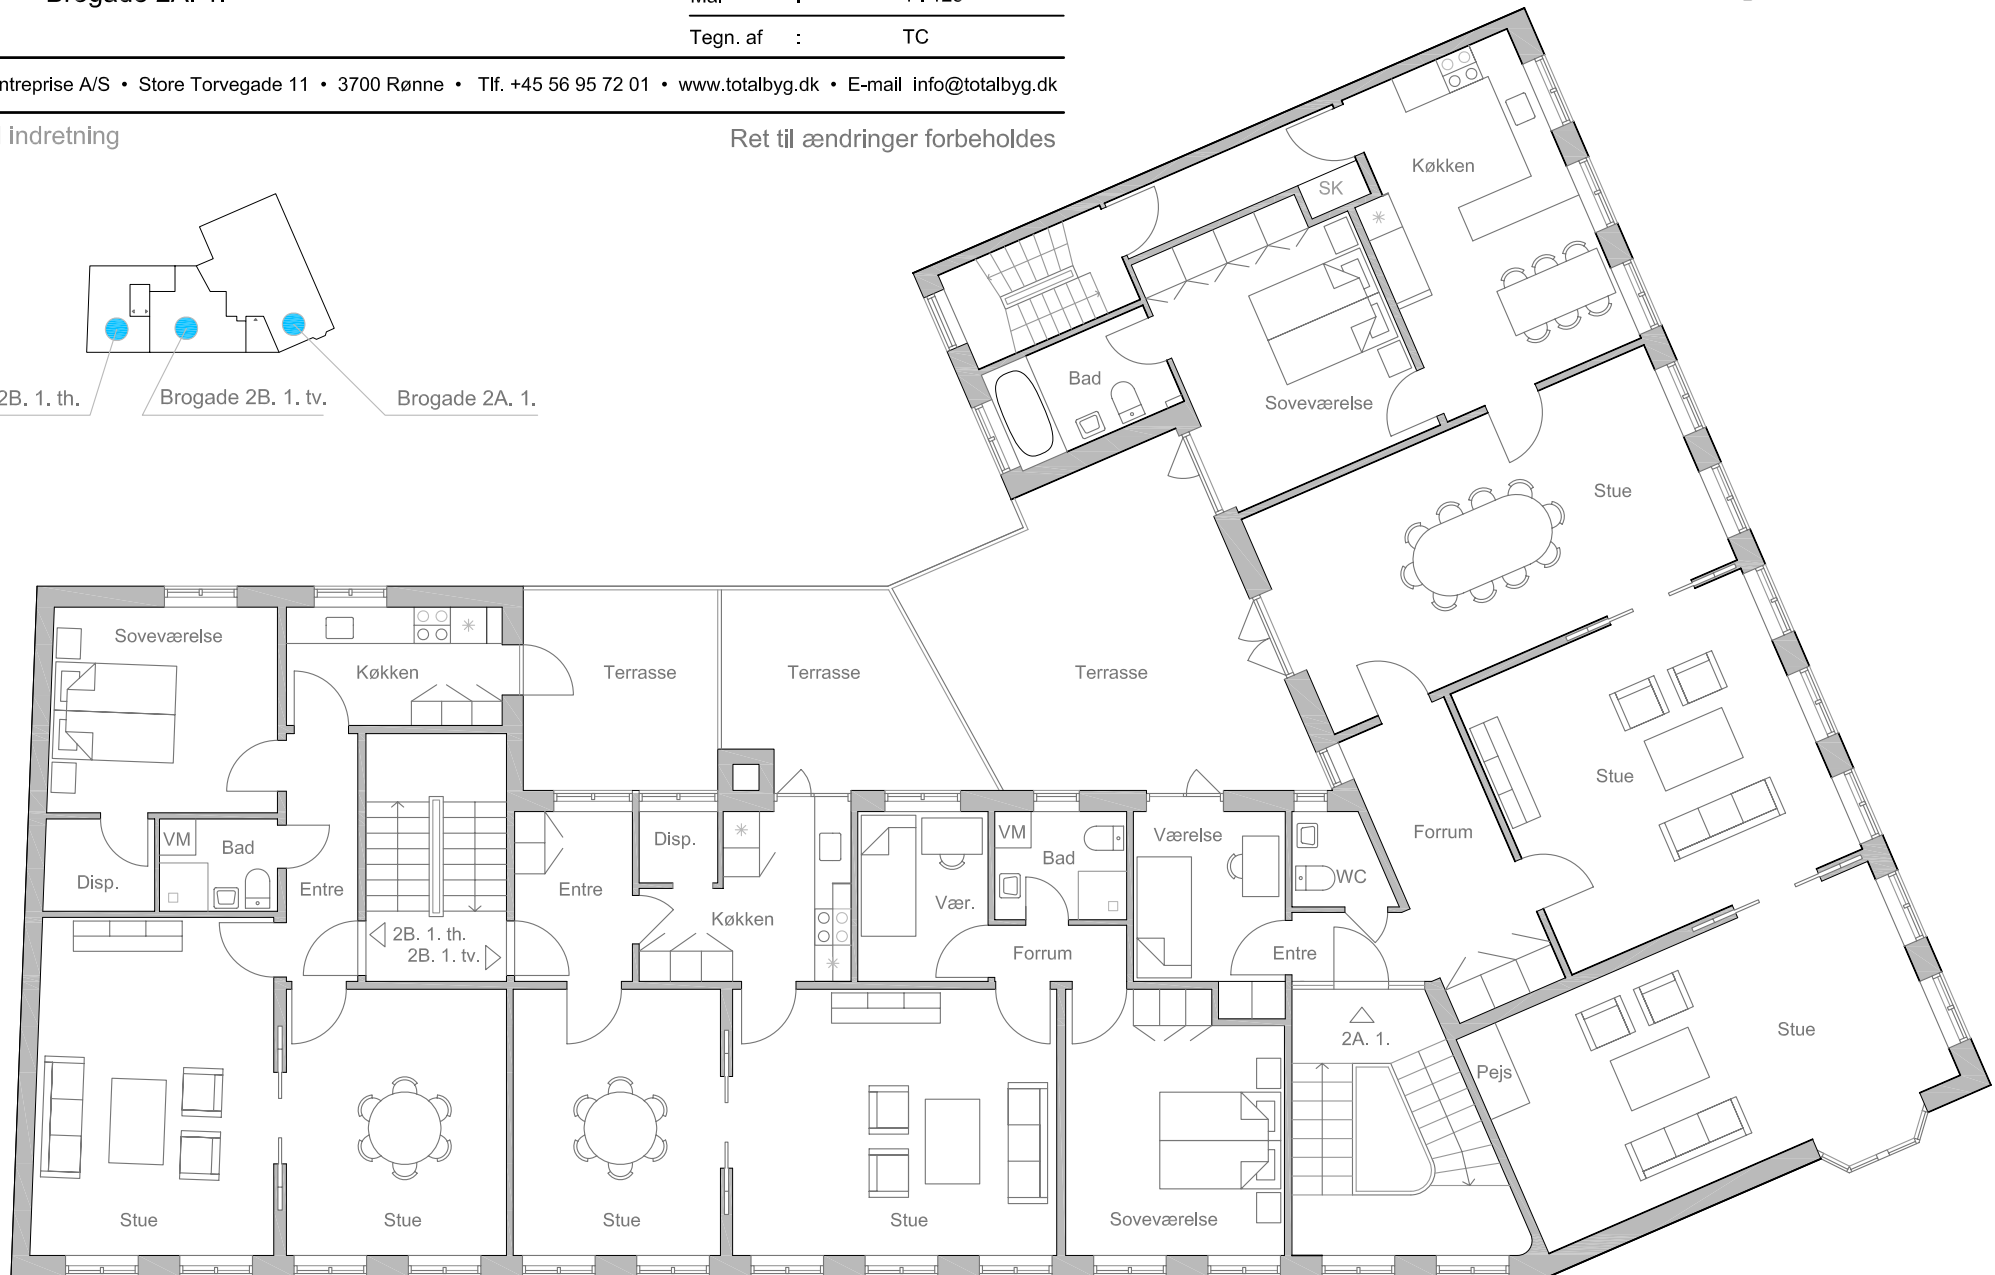 Brogade 2A. 1.
Tegn. af : TC
ntreprise A/S • Store Torvegade 11 • 3700 Rønne • Tlf. +45 56 95 72 01 • www.totalbyg.dk • E-mail info@totalbyg.dk
indretning
Ret til ændringer forbeholdes
2B. 1. th.
Brogade 2B. 1. tv.
Brogade 2A. 1.
Køkken
SK
Bad
Soveværelse
Stue
Soveværelse
Køkken
Terrasse
Terrasse
Terrasse
Stue
VM
Bad
Disp.
Entre
Entre
Disp.
Køkken
Vær.
VM
Bad
Værelse
WC
Forrum
2B. 1. th.
2B. 1. tv.
Forrum
Entre
2A. 1.
Pejs
Stue
Stue
Stue
Stue
Stue
Soveværelse